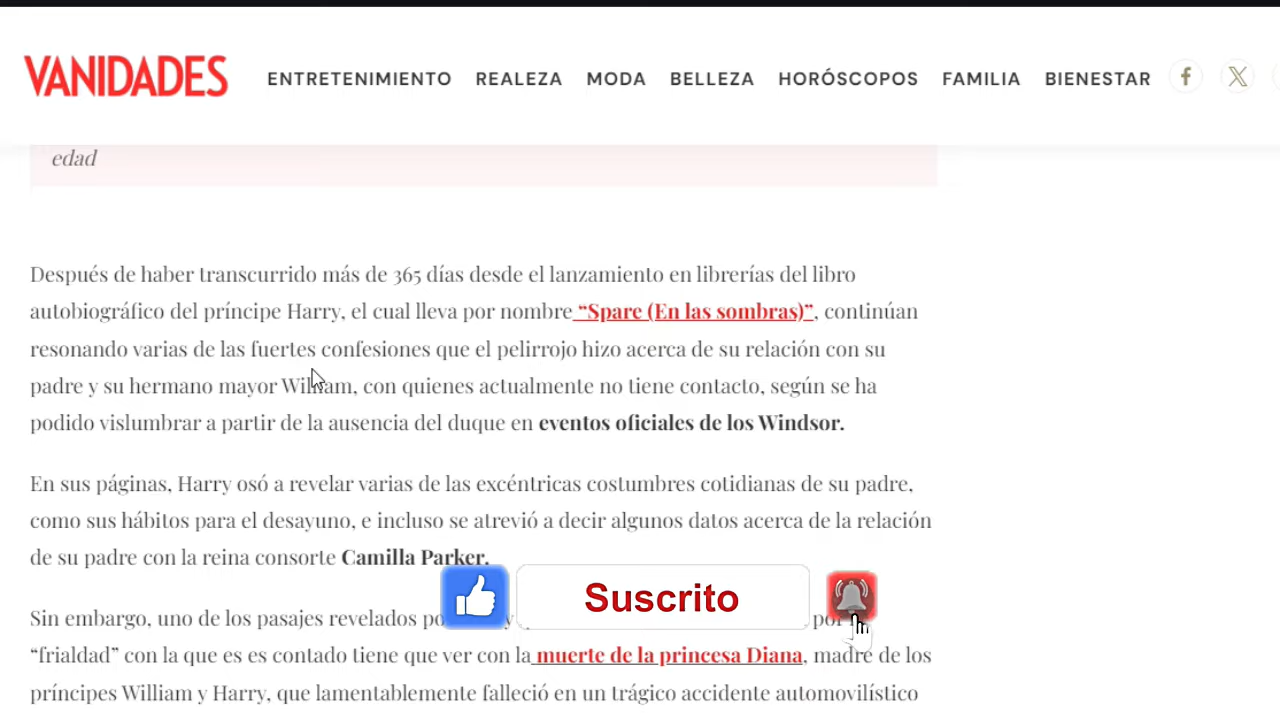 VANIDADES ENTRETENIMIENTO REALEZA MODA BELLEZA HORÓSCOPOS FAMILIA BIENESTAR
edad
Después de haber transcurrido más de 365 días desde el lanzamiento en librerías del libro
autobiográfico del príncipe Harry, el cual lleva por nombre “Spare (En las sombras)”, continúan
resonando varias de las fuertes confesiones que el pelirrojo hizo acerca de su relación con su
padre y su hermano mayor William, con quienes actualmente no tiene contacto, según se ha
podido vislumbrar a partir de la ausencia del duque en eventos oficiales de los Windsor.
En sus páginas, Harry osó a revelar varias de las excéntricas costumbres cotidianas de su padre,
como sus hábitos para el desayuno, e incluso se atrevió a decir algunos datos acerca de la relación
de su padre con la reina consorte Camilla Parker.
Suscrito
Sin embargo, uno de los pasajes revelados
“frialdad” con la que es es contado tiene que ver con la muerte de la princesa Diana, madre de los
príncipes William y Harry, que lamentablemente falleció en un trágico accidente automovilístico